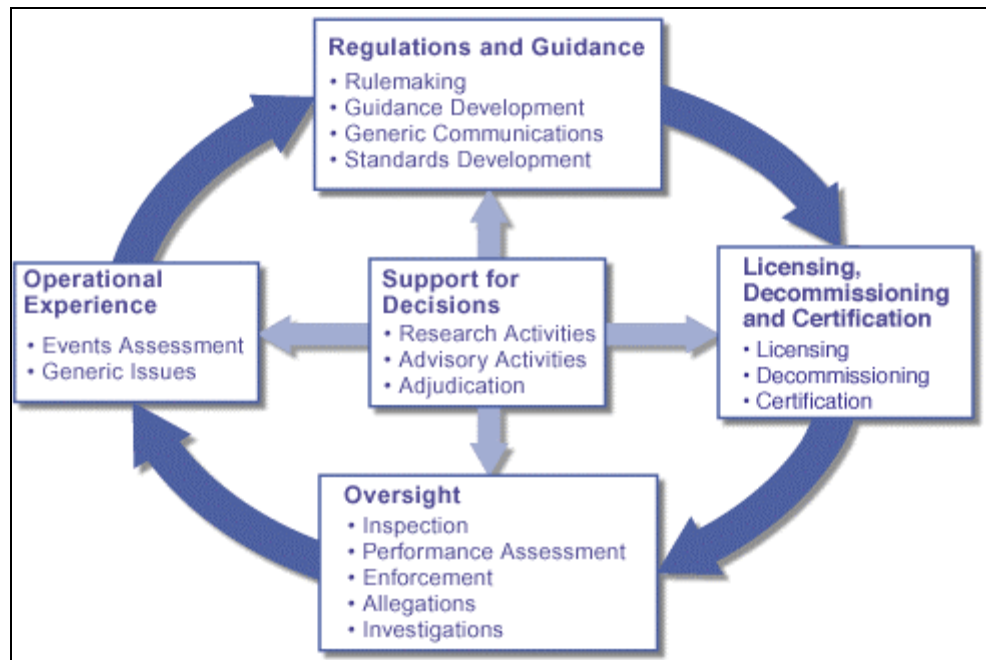 Regulations and Guidance
• Rulemaking
• Guidance Development
• Generic Communications
• Standards Development
Operational
Experience
• Events Assessment
• Generic Issues
Support for
Decisions
• Research Activities
• Advisory Activities
• Adjudication
Licensing,
Decommissioning
and Certification
• Licensing
• Decommissioning
• Certification
Oversight
• Inspection
• Performance Assessment
• Enforcement
• Allegations
• Investigations